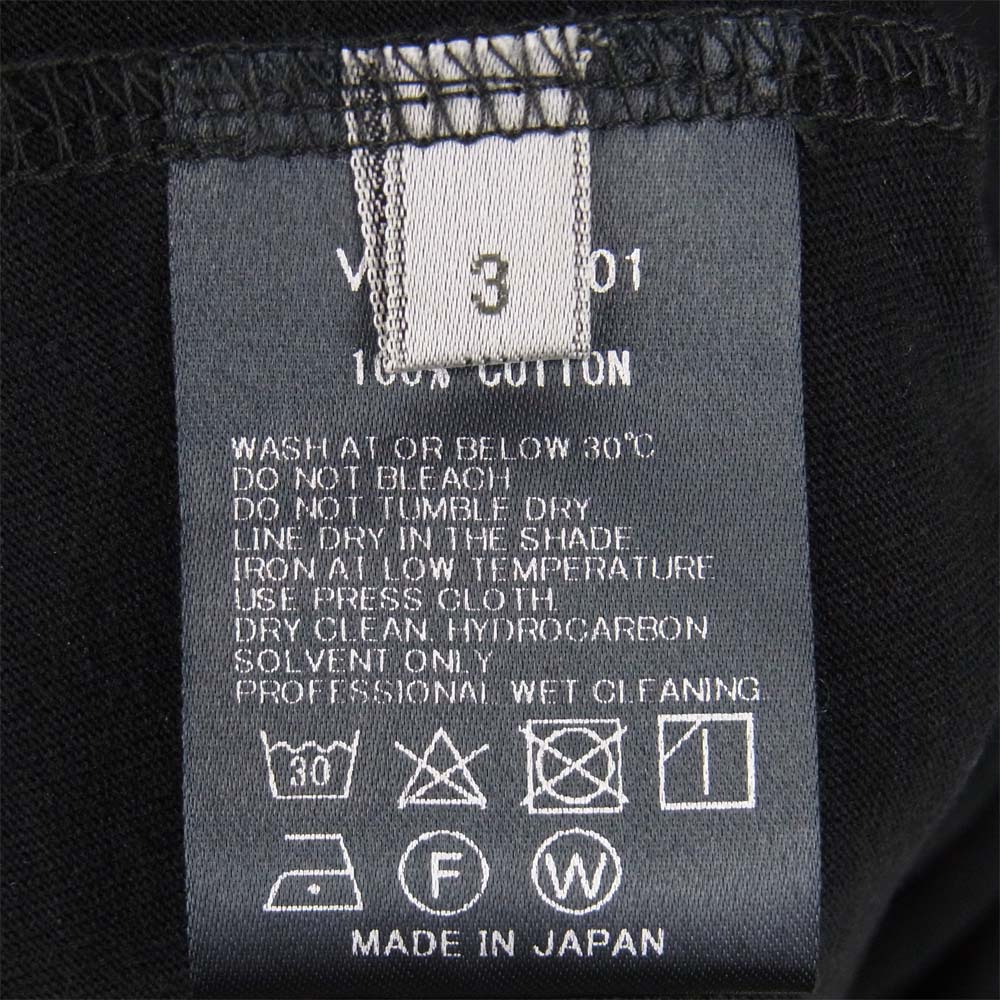 3
100% COTTON
WASH AT OR BELOW 30℃
DO NOT BLEACH
DO NOT TUMBLE DRY
LINE DRY IN THE SHADE
IRON AT LOW TEMPERATURE
USE PRESS CLOTH
DRY CLEAN, HYDROCARBON
SOLVENT ONLY
PROFESSIONAL WET CLEANING
30
F W
MADE IN JAPAN